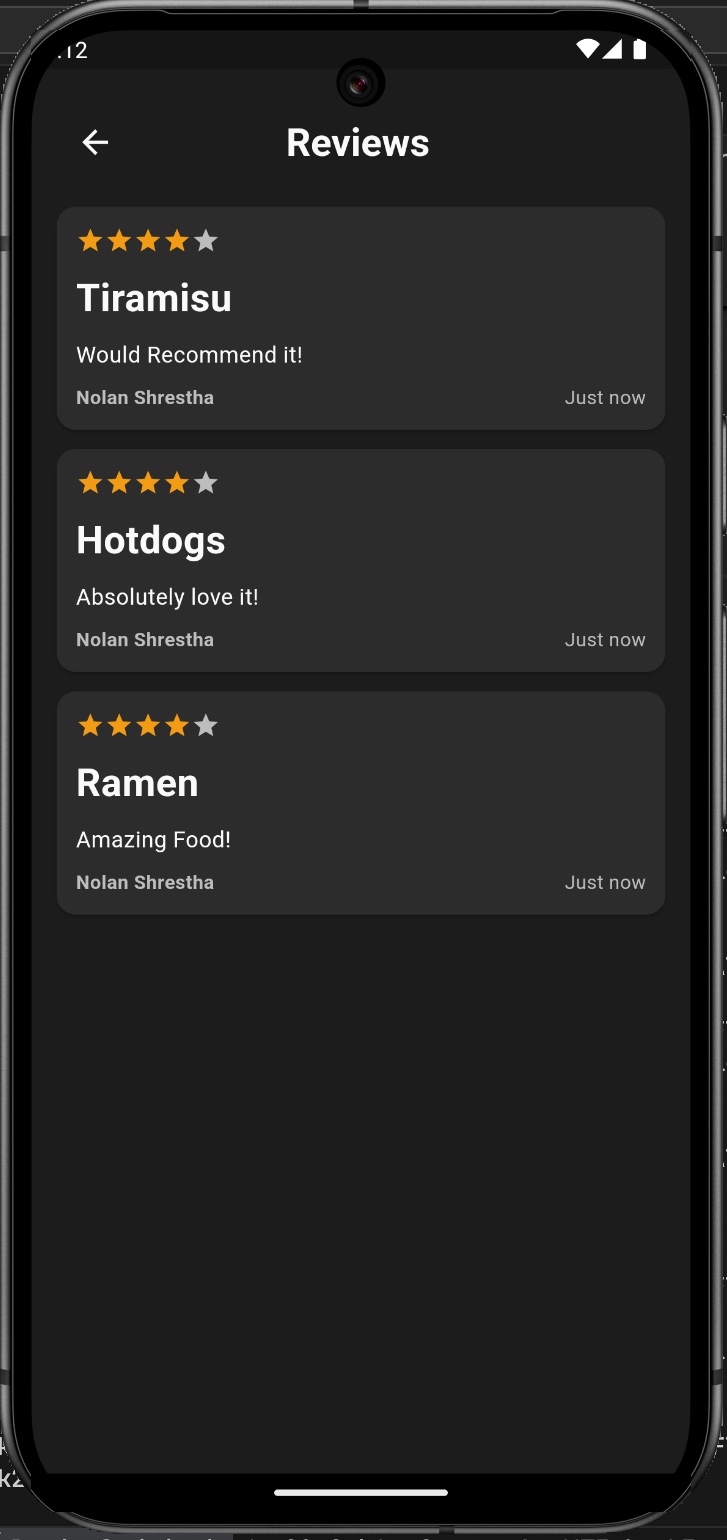 :12
Reviews
Tiramisu
Would Recommend it!
Nolan Shrestha Just now
Hotdogs
Absolutely love it!
Nolan Shrestha Just now
Ramen
Amazing Food!
Nolan Shrestha Just now